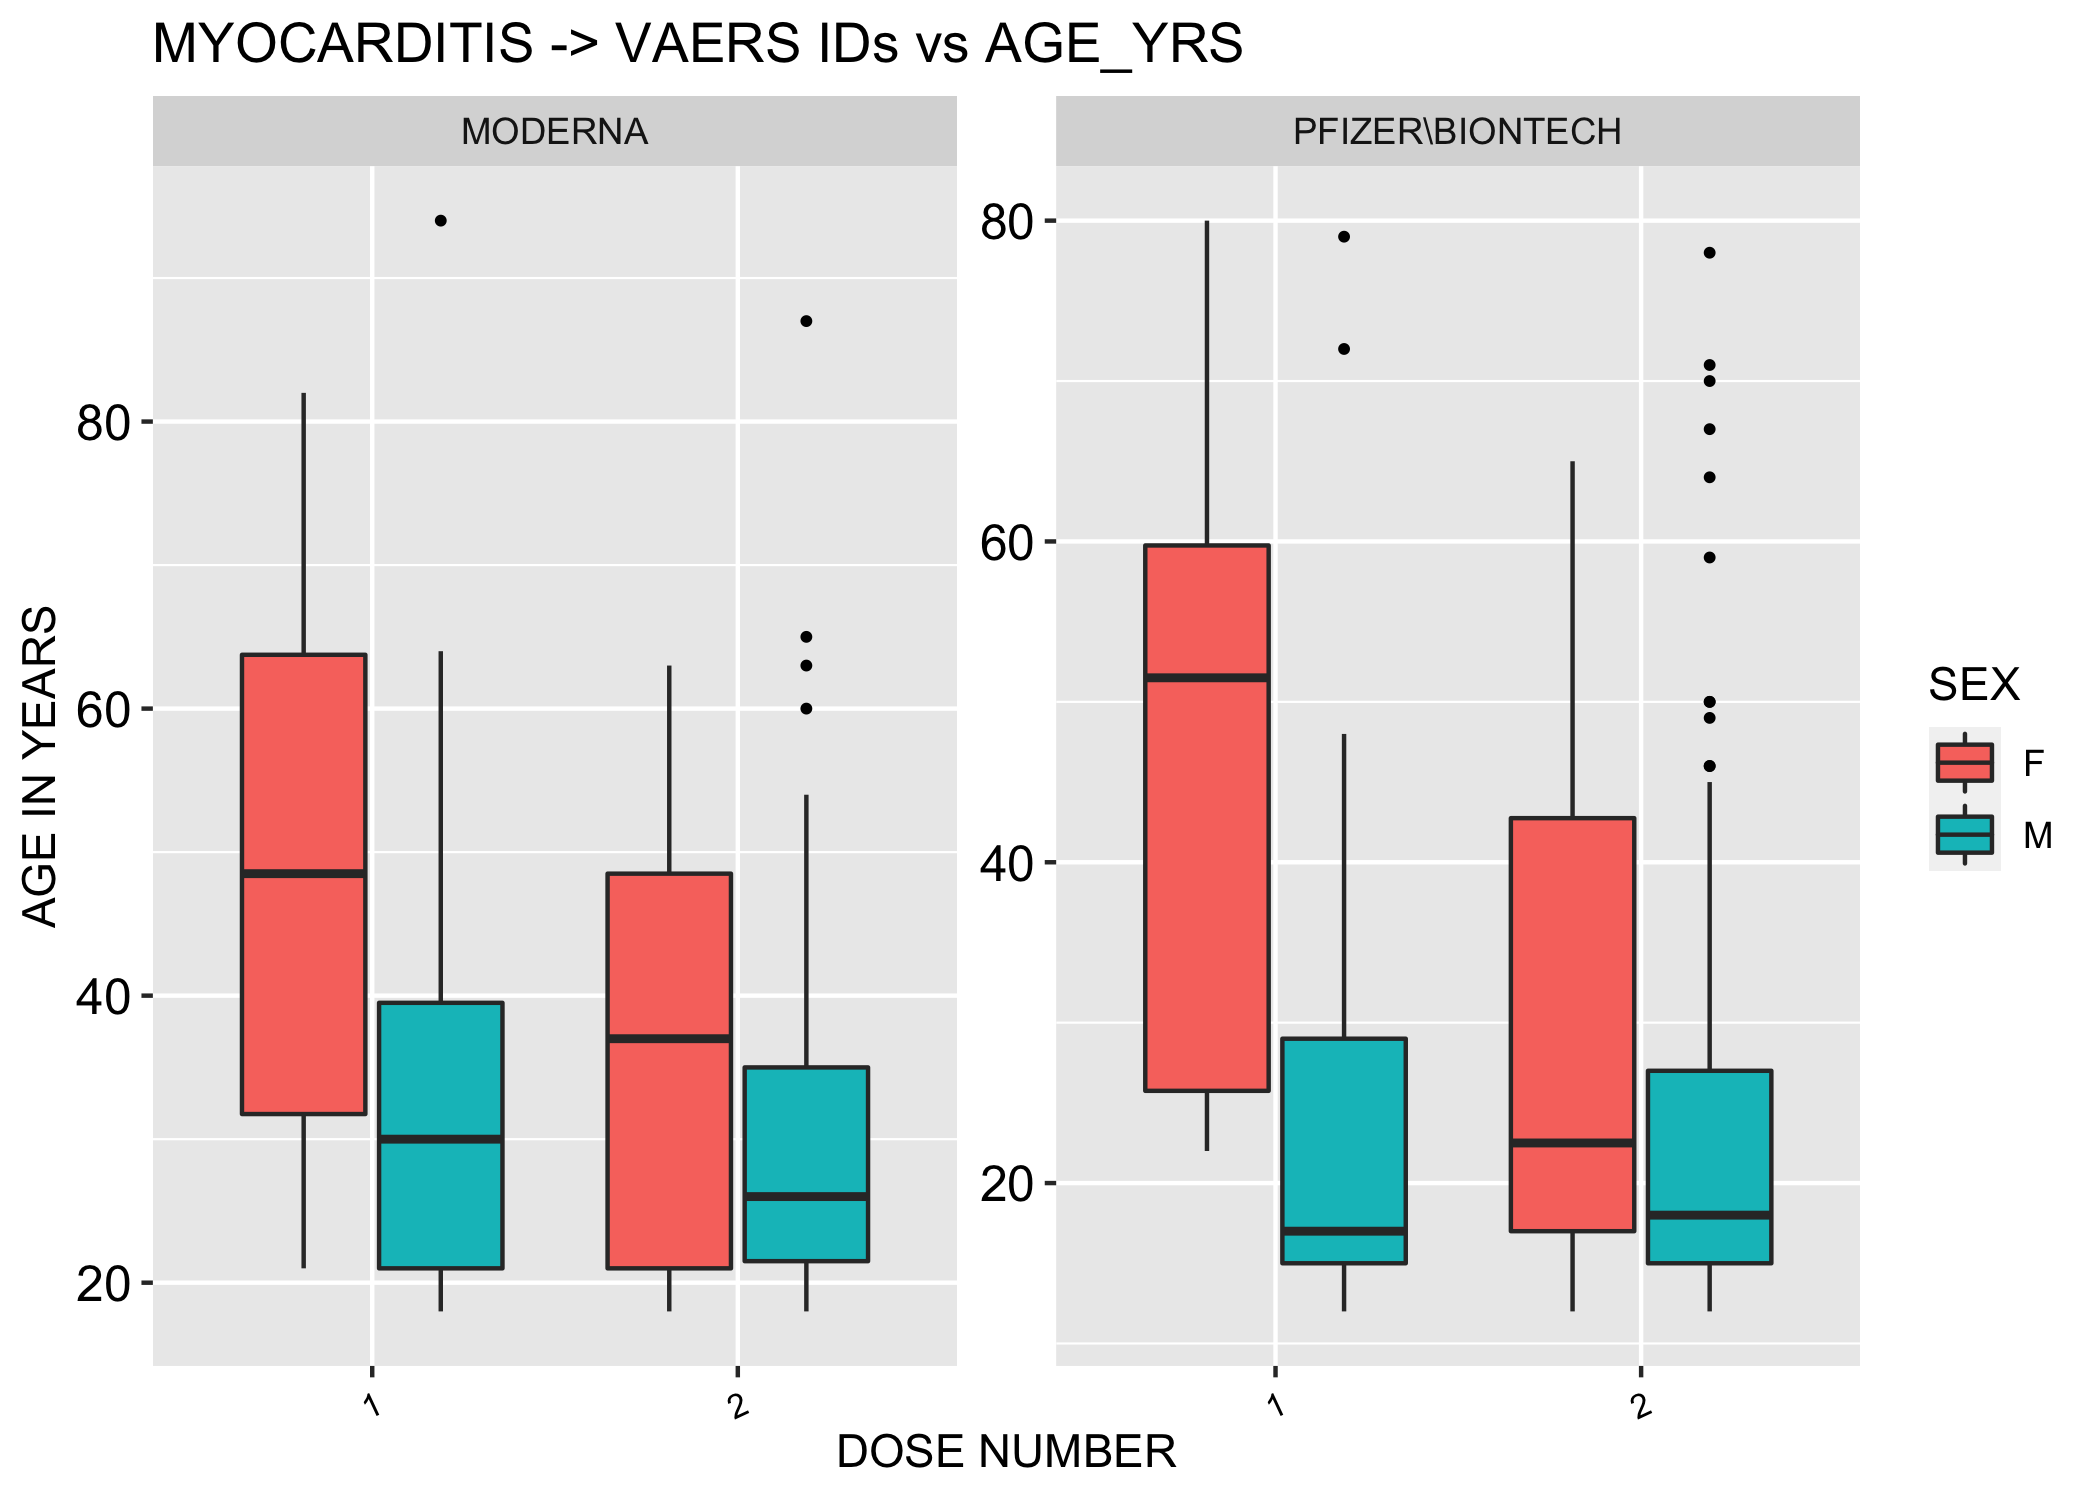 MYOCARDITIS -> VAERS IDs vs AGE_YRS
MODERNA
PFIZER\BIONTECH
AGE IN YEARS
80
60
40
20
80
60
40
20
1
2
1
2
DOSE NUMBER
SEX
F
M